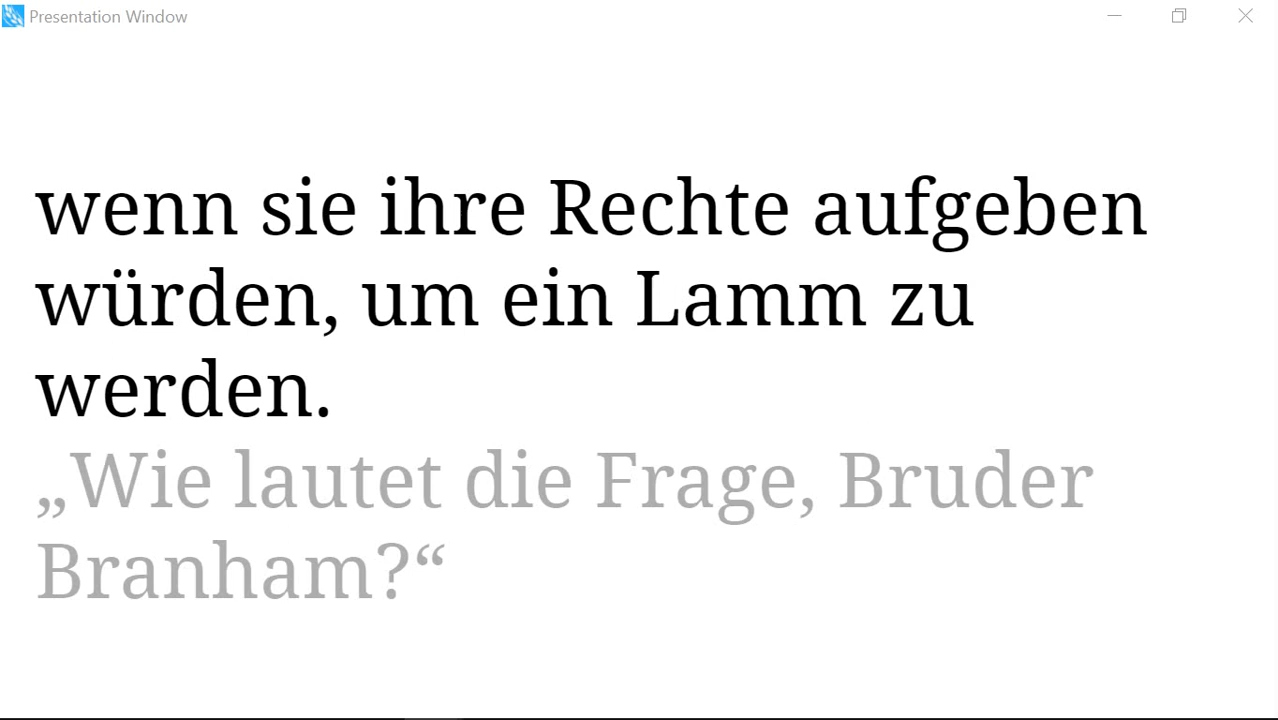 Presentation Window
wenn sie ihre Rechte aufgeben
würden, um ein Lamm zu
werden.
„Wie lautet die Frage, Bruder
Branham?“